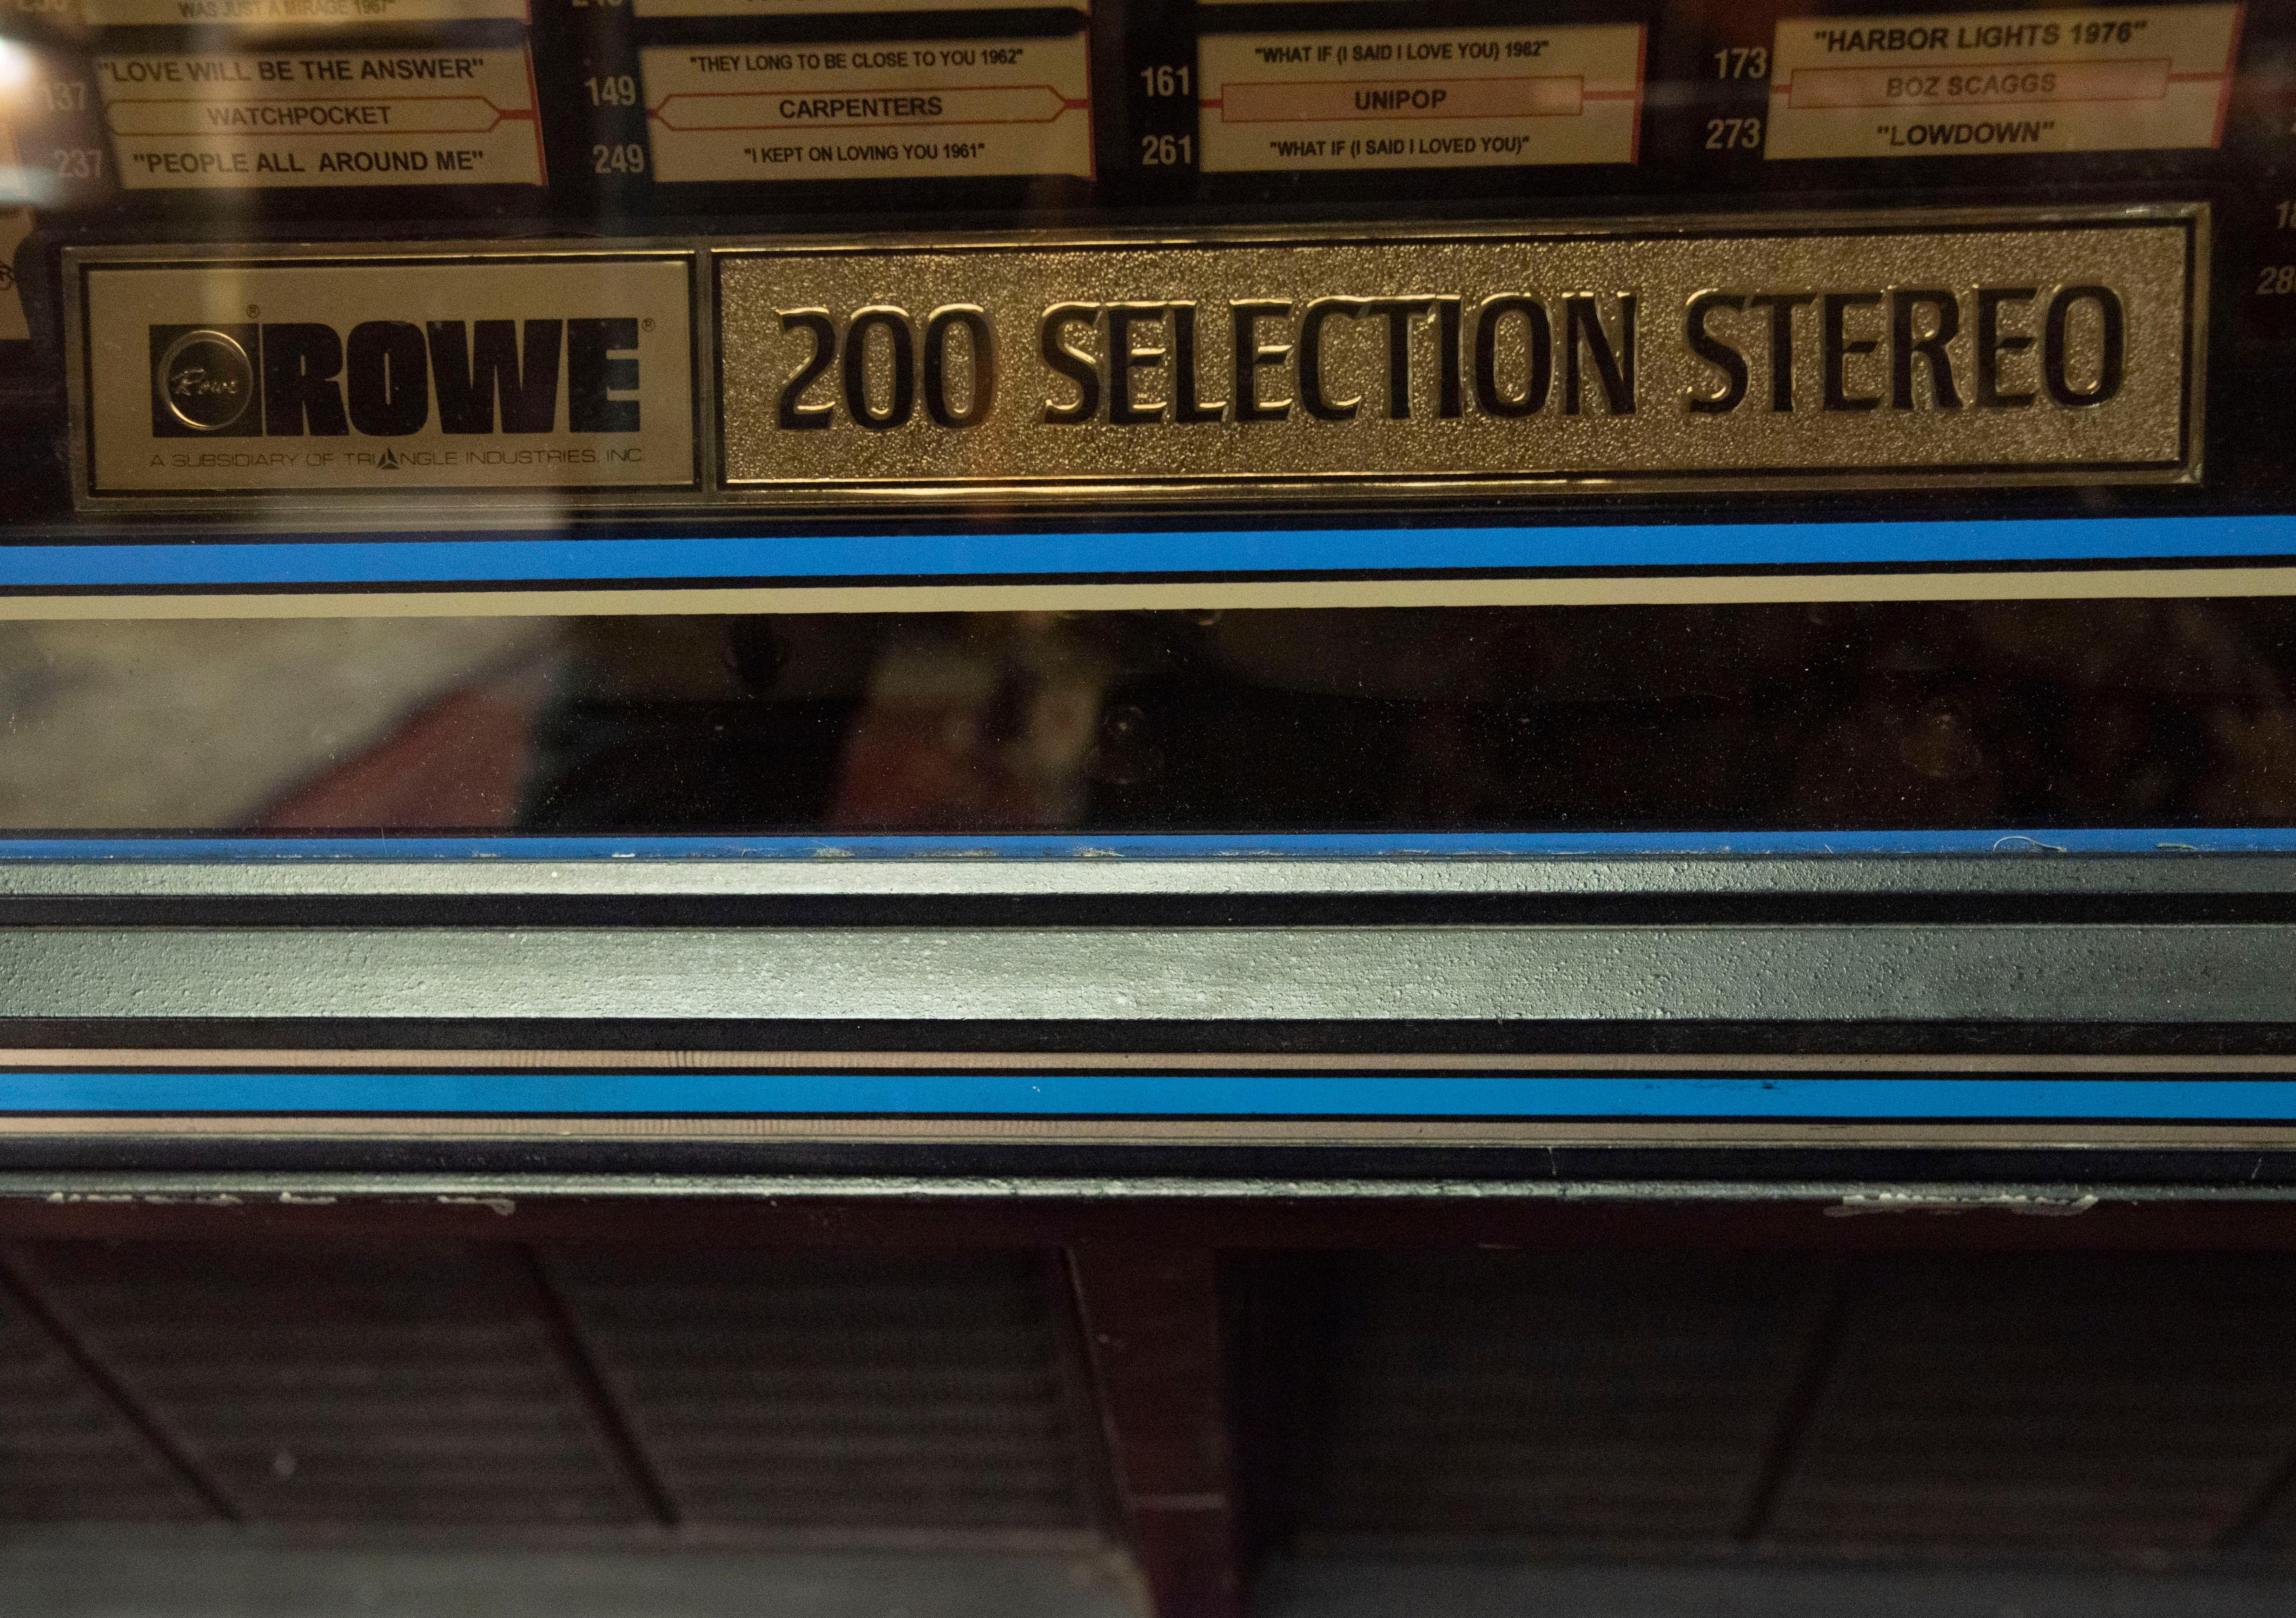 WAS JUST A MIRAGE 1967"
137
"LOVE WILL BE THE ANSWER"
WATCHPOCKET
237
"PEOPLE ALL AROUND ME"
149
"THEY LONG TO BE CLOSE TO YOU 1962"
CARPENTERS
249
"I KEPT ON LOVING YOU 1961"
161
"WHAT IF (I SAID I LOVE YOU) 1982"
UNIPOP
261
"WHAT IF (I SAID I LOVED YOU)"
173
"HARBOR LIGHTS 1976"
BOZ SCAGGS
273
"LOWDOWN"
Rowe ® ROWE ®
A SUBSIDIARY OF TRIANGLE INDUSTRIES, INC.
200 SELECTION STEREO